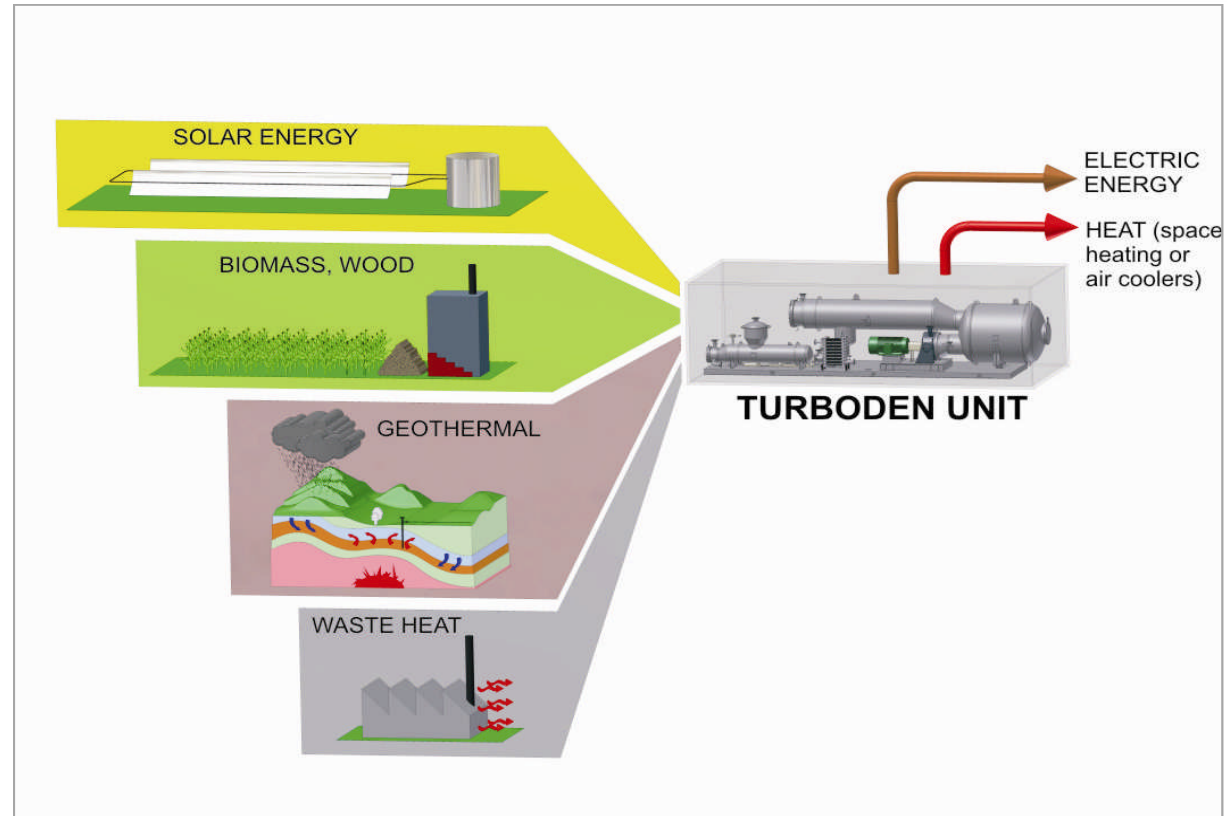 SOLAR ENERGY
BIOMASS, WOOD
GEOTHERMAL
WASTE HEAT
ELECTRIC
ENERGY
HEAT (space
heating or
air coolers)
TURBODEN UNIT